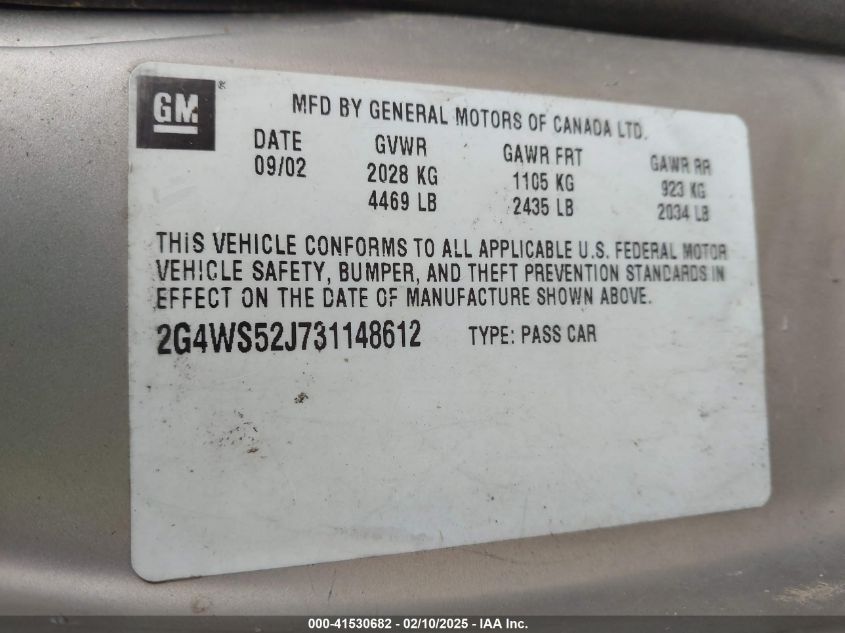 GM
MFD BY GENERAL MOTORS OF CANADA LTD.
DATE GVWR GAWR FRT GAWR RR
09/02 2028 KG 1105 KG 923 KG
4469 LB 2435 LB 2034 LB
THIS VEHICLE CONFORMS TO ALL APPLICABLE U.S. FEDERAL MOTOR
VEHICLE SAFETY, BUMPER, AND THEFT PREVENTION STANDARDS IN
EFFECT ON THE DATE OF MANUFACTURE SHOWN ABOVE.
2G4WS52J731148612 TYPE: PASS CAR
000-41530682 - 02/10/2025 - IAA Inc.